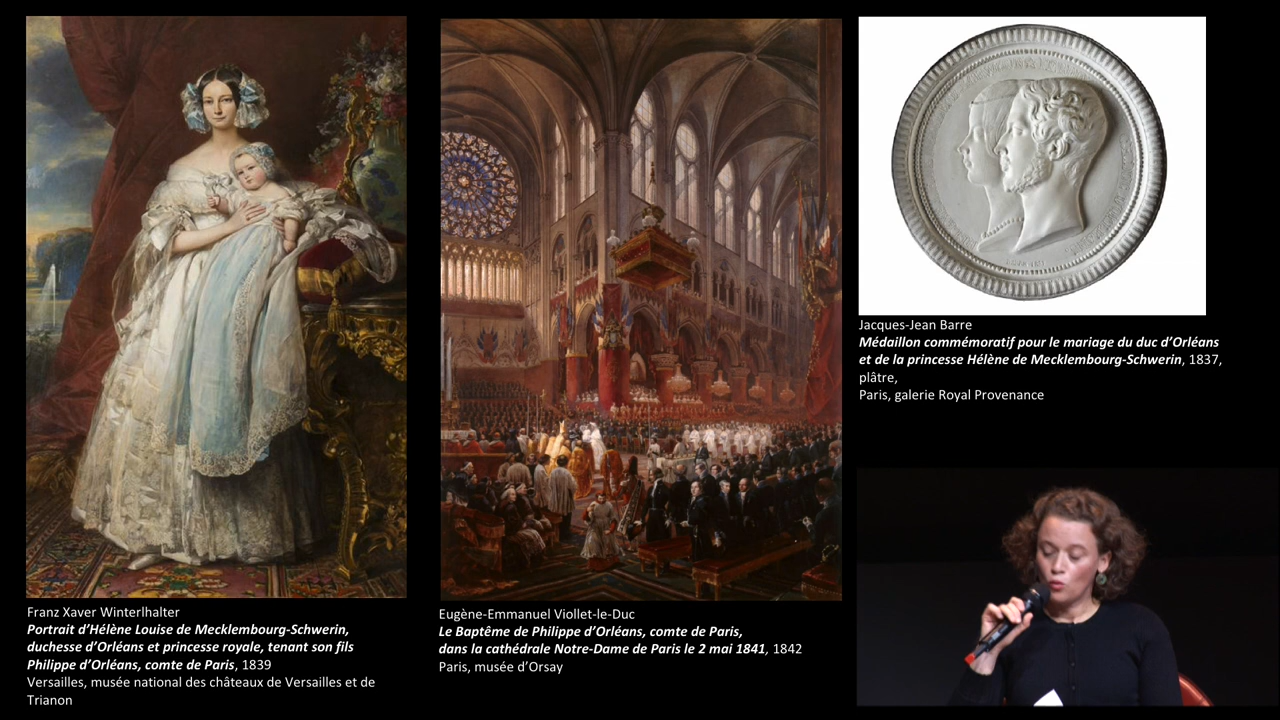 Franz Xaver Winterlhalter
Portrait d'Hélène Louise de Mecklembourg-Schwerin,
duchesse d'Orléans et princesse royale, tenant son fils
Philippe d'Orléans, comte de Paris, 1839
Versailles, musée national des châteaux de Versailles et de
Trianon
Eugène-Emmanuel Viollet-le-Duc
Le Baptême de Philippe d'Orléans, comte de Paris,
dans la cathédrale Notre-Dame de Paris le 2 mai 1841, 1842
Paris, musée d'Orsay
Jacques-Jean Barre
Médaillon commémoratif pour le mariage du duc d'Orléans
et de la princesse Hélène de Mecklembourg-Schwerin, 1837,
plâtre,
Paris, galerie Royal Provenance